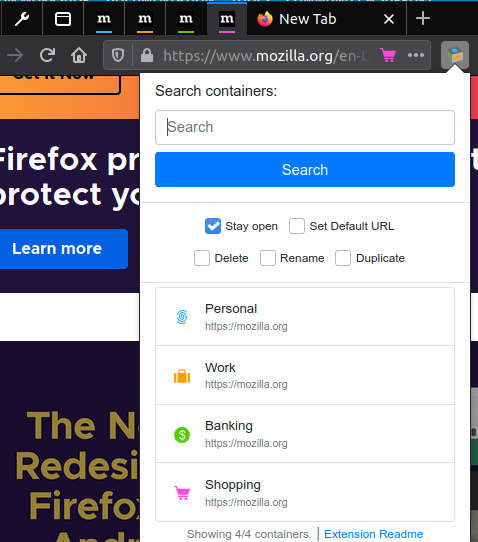 m
m
m
m
New Tab
https://www.mozilla.org/en-
Get It Now
Search containers:
Search
Search
Stay open
Set Default URL
Delete
Rename
Duplicate
Firefox pr
protect yo
Learn more
Personal
https://mozilla.org
Work
https://mozilla.org
Banking
https://mozilla.org
Shopping
https://mozilla.org
The N
Redesi
Firefo
Andr
Showing 4/4 containers.
Extension Readme